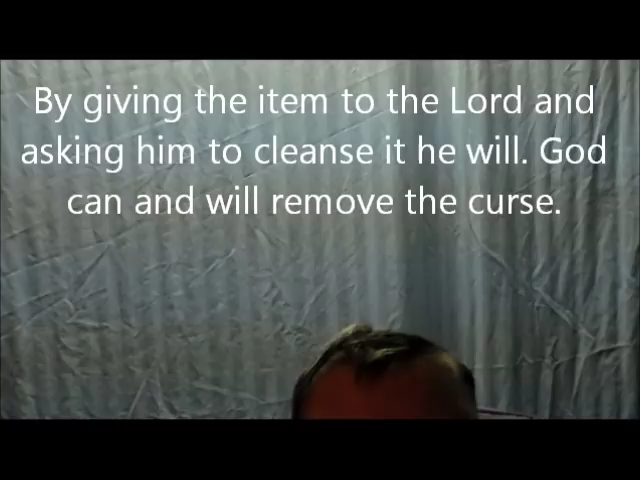 By giving the item to the Lord and
asking him to cleanse it he will. God
can and will remove the curse.